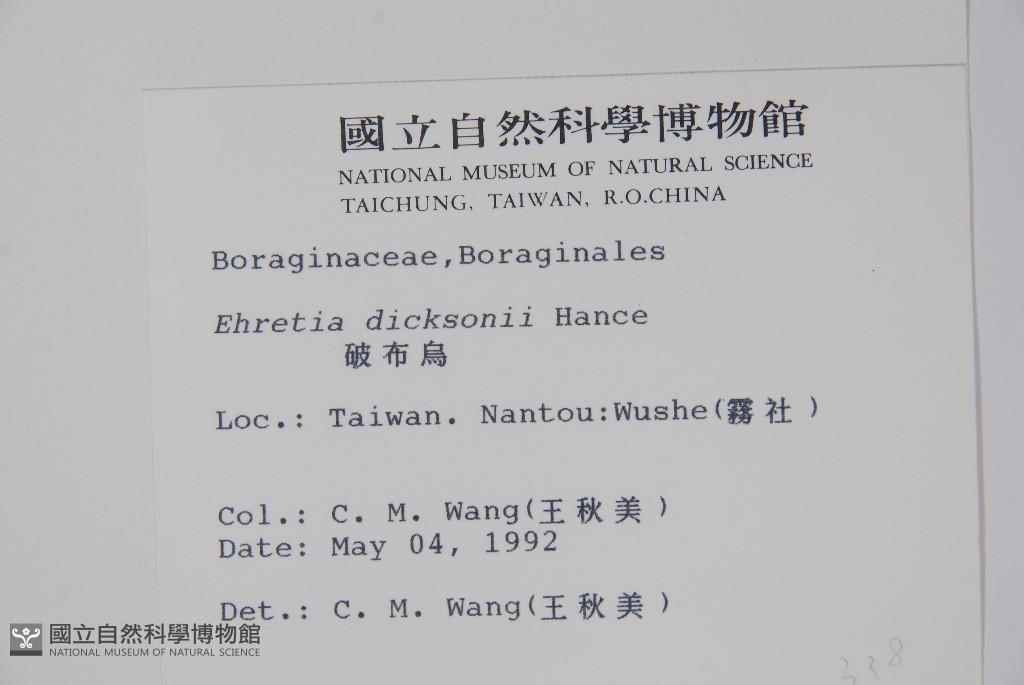 國立自然科學博物館
NATIONAL MUSEUM OF NATURAL SCIENCE
TAICHUNG, TAIWAN, R.O.CHINA
Boraginaceae,Boraginales
Ehretia dicksonii Hance
破布烏
Loc.: Taiwan. Nantou:Wushe(霧社)
Col.: C. M. Wang(王秋美)
Date: May 04, 1992
Det.: C. M. Wang(王秋美)
338
國立自然科學博物館
NATIONAL MUSEUM OF NATURAL SCIENCE